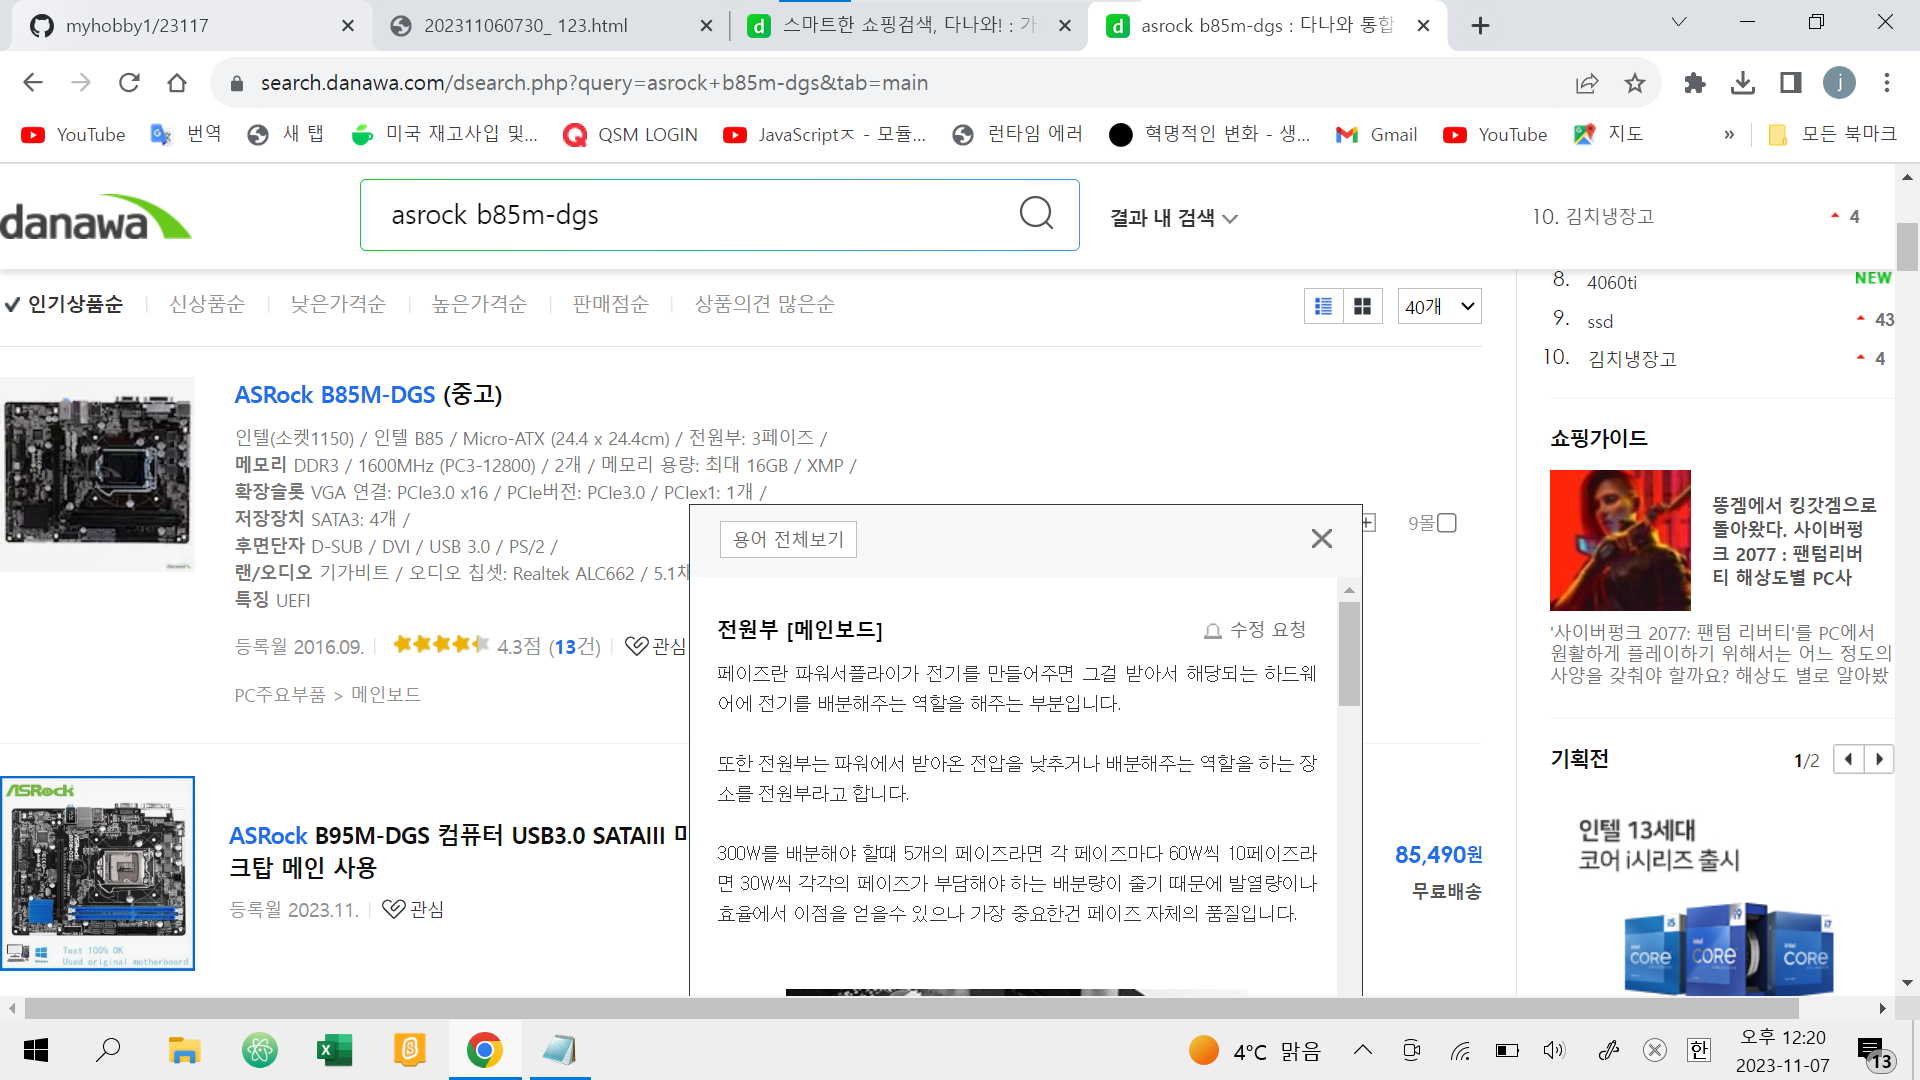 myhobby1/23117
202311060730_ 123.html
스마트한 쇼핑검색, 다나와! : 가
asrock b85m-dgs : 다나와 통합
search.danawa.com/dsearch.php?query=asrock+b85m-dgs&tab=main
j
YouTube
번역
새 탭
미국 재고사입 및...
QSM LOGIN
JavaScriptㅈ - 모듈...
런타임 에러
혁명적인 변화 - 생...
Gmail
YouTube
지도
»
모든 북마크
danawa
asrock b85m-dgs
결과 내 검색
10. 김치냉장고
4
인기상품순
신상품순
낮은가격순
높은가격순
판매점순
상품의견 많은순
40개
8. 4060ti NEW
9. ssd 43
10. 김치냉장고 4
ASRock B85M-DGS (중고)
인텔(소켓1150) / 인텔 B85 / Micro-ATX (24.4 x 24.4cm) / 전원부: 3페이즈 /
메모리 DDR3 / 1600MHz (PC3-12800) / 2개 / 메모리 용량: 최대 16GB / XMP /
확장슬롯 VGA 연결: PCIe3.0 x16 / PCIe버전: PCIe3.0 / PCIex1: 1개 /
저장장치 SATA3: 4개 /
후면단자 D-SUB / DVI / USB 3.0 / PS/2 /
랜/오디오 기가비트 / 오디오 칩셋: Realtek ALC662 / 5.1채
특징 UEFI
등록월 2016.09.
4.3점 (13건)
관심
PC주요부품 > 메인보드
9몰
danawa
용어 전체보기
전원부 [메인보드]
수정 요청
페이즈란 파워서플라이가 전기를 만들어주면 그걸 받아서 해당되는 하드웨
어에 전기를 배분해주는 역할을 해주는 부분입니다.
또한 전원부는 파워에서 받아온 전압을 낮추거나 배분해주는 역할을 하는 장
소를 전원부라고 합니다.
300W를 배분해야 할때 5개의 페이즈라면 각 페이즈마다 60W씩 10페이즈라
면 30W씩 각각의 페이즈가 부담해야 하는 배분량이 줄기 때문에 발열량이나
효율에서 이점을 얻을수 있으나 가장 중요한건 페이즈 자체의 품질입니다.
ASRock
Test 100% OK
Used original motherboard
ASRock B95M-DGS 컴퓨터 USB3.0 SATAIII 마
크탑 메인 사용
등록월 2023.11.
관심
85,490원
무료배송
쇼핑가이드
똥겜에서 킹갓겜으로
돌아왔다. 사이버펑
크 2077 : 팬텀리버
티 해상도별 PC사
'사이버펑크 2077: 팬텀 리버티'를 PC에서
원활하게 플레이하기 위해서는 어느 정도의
사양을 갖춰야 할까요? 해상도 별로 알아봤
기획전
1/2
인텔 13세대
코어 i시리즈 출시
i5
i9
i7
CORE
CORE
CORE
4°C 맑음
한
오후 12:20
2023-11-07
13